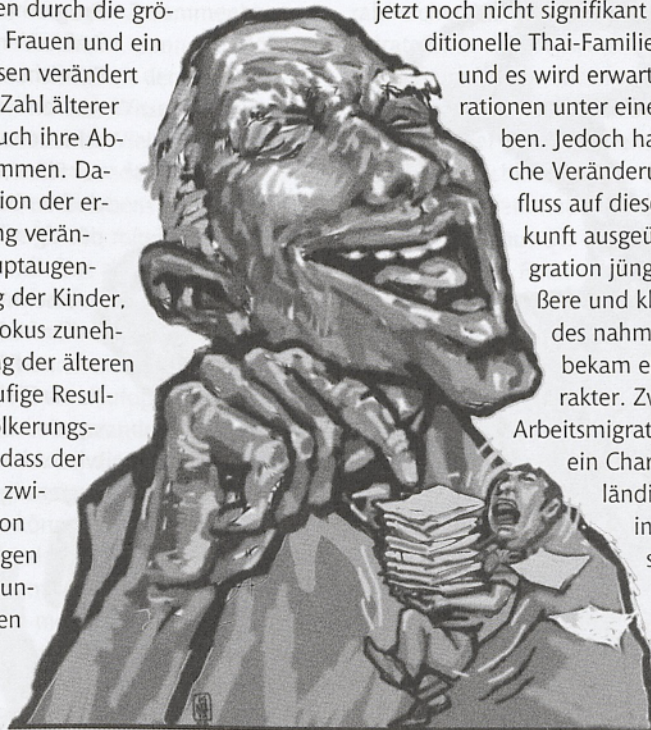 en durch die grö-
Frauen und ein
sen verändert
Zahl älterer
uch ihre Ab-
mmen. Da-
ion der er-
ng verän-
uptaugen-
g der Kinder,
okus zuneh-
ng der älteren
ufige Resul-
lkerungs-
dass der
zwi-
on
gen
un-
en
jetzt noch nicht signifikant
ditionelle Thai-Familie
und es wird erwart
rationen unter eine
ben. Jedoch ha
che Veränderu
fluss auf diese
kunft ausgeü
gration jüng
ßere und kl
des nahm
bekam e
rakter. Zw
Arbeitsmigrat
ein Char
ländi
in
s